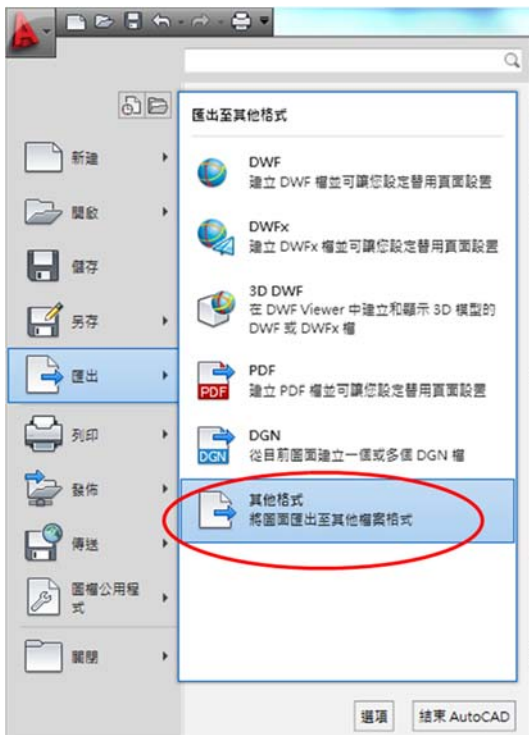 匯出至其他格式
新建
開啟
儲存
另存
匯出
列印
發佈
傳送
圖檔公用程
式
關閉
DWF
建立 DWF 檔並可讓您設定替用頁面設置
DWFx
建立 DWFx 檔並可讓您設定替用頁面設置
3D DWF
在 DWF Viewer 中建立和顯示 3D 模型的
DWF 或 DWFx 檔
PDF
PDF
建立 PDF 檔並可讓您設定替用頁面設置
DGN
DGN
從目前圖面建立一個或多個 DGN 檔
其他格式
將圖面匯出至其他檔案格式
選項
結束 AutoCAD